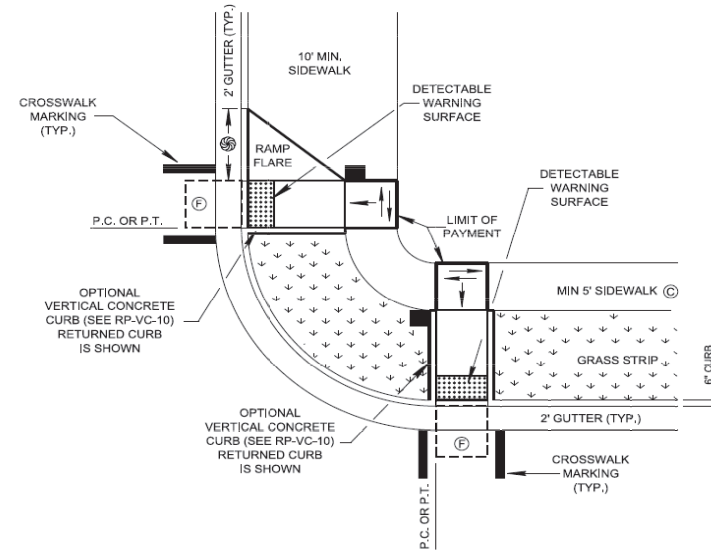 2' GUTTER (TYP.)
10' MIN.
SIDEWALK
DETECTABLE
WARNING
SURFACE
CROSSWALK
MARKING
(TYP.)
RAMP
FLARE
DETECTABLE
WARNING
SURFACE
F
P.C. OR P.T.
LIMIT OF
PAYMENT
OPTIONAL
VERTICAL CONCRETE
CURB (SEE RP-VC-10)
RETURNED CURB
IS SHOWN
MIN 5' SIDEWALK C
GRASS STRIP
6" CURB
OPTIONAL
VERTICAL CONCRETE
CURB (SEE RP-VC-10)
RETURNED CURB
IS SHOWN
2' GUTTER (TYP.)
F
CROSSWALK
MARKING
(TYP.)
P.C. OR P.T.